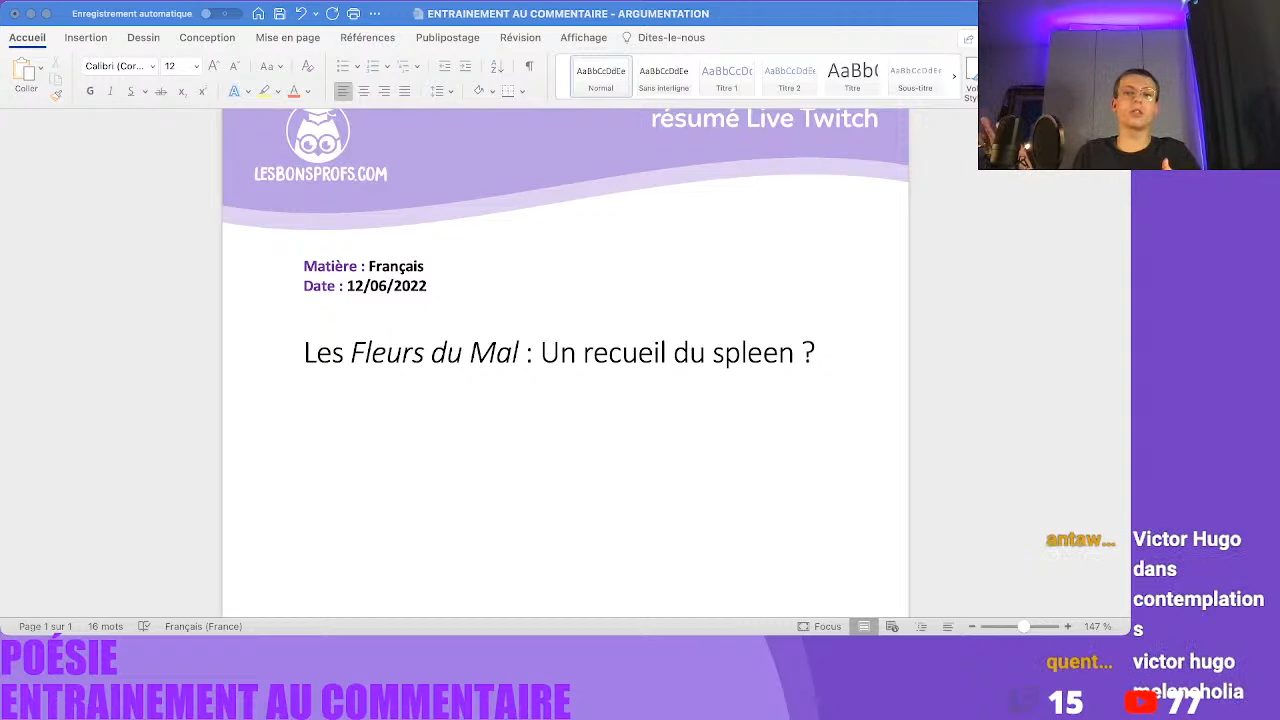 Enregistrement automatique
ENTRAINEMENT AU COMMENTAIRE - ARGUMENTATION
Accueil Insertion Dessin Conception Mise en page Références Publipostage Révision Affichage Dites-le-nous
Coller
Calibri (Cor... 12
G I S
AaBbCcDdEe AaBbCcDdEe AaBbCcDc AaBbCcDdEe AaBb( AaBbCcDdEe
Normal Sans interligne Titre 1 Titre 2 Titre Sous-titre
résumé Live Twitch
LESBONSPROFS.COM
Matière : Français
Date : 12/06/2022
Les Fleurs du Mal : Un recueil du spleen ?
antaw... Victor Hugo
dans
contemplation
s
quent... victor hugo
melancholia
15 77
Page 1 sur 1 16 mots Français (France) Focus 147 %
POÉSIE
ENTRAINEMENT AU COMMENTAIRE